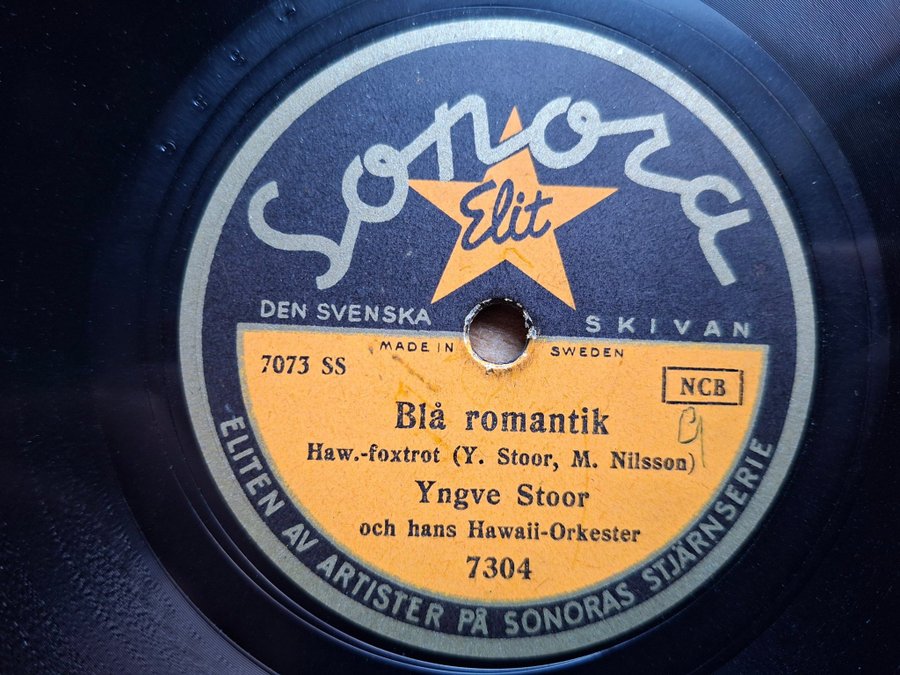 Sonora
Elit
DEN SVENSKA SKIVAN
MADE IN SWEDEN
7073 SS
NCB
Blå romantik
Haw.-foxtrot (Y. Stoor, M. Nilsson)
Yngve Stoor
och hans Hawaii-Orkester
7304
ELITEN AV ARTISTER PÅ SONORAS STJÄRNSERIE